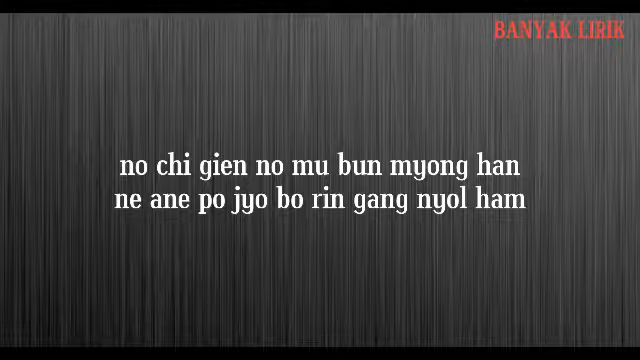 BANYAK LIRIK
no chi gien no mu bun myong han
ne ane po jyo bo rin gang nyol ham